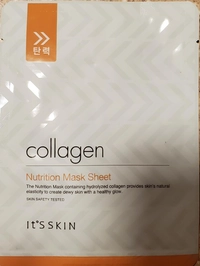 탄력
collagen
Nutrition Mask Sheet
The Nutrition Mask containing hydrolyzed collagen provides skin's natural
elasticity to create dewy skin with a healthy glow.
SKIN SAFETY TESTED
It'S SKIN